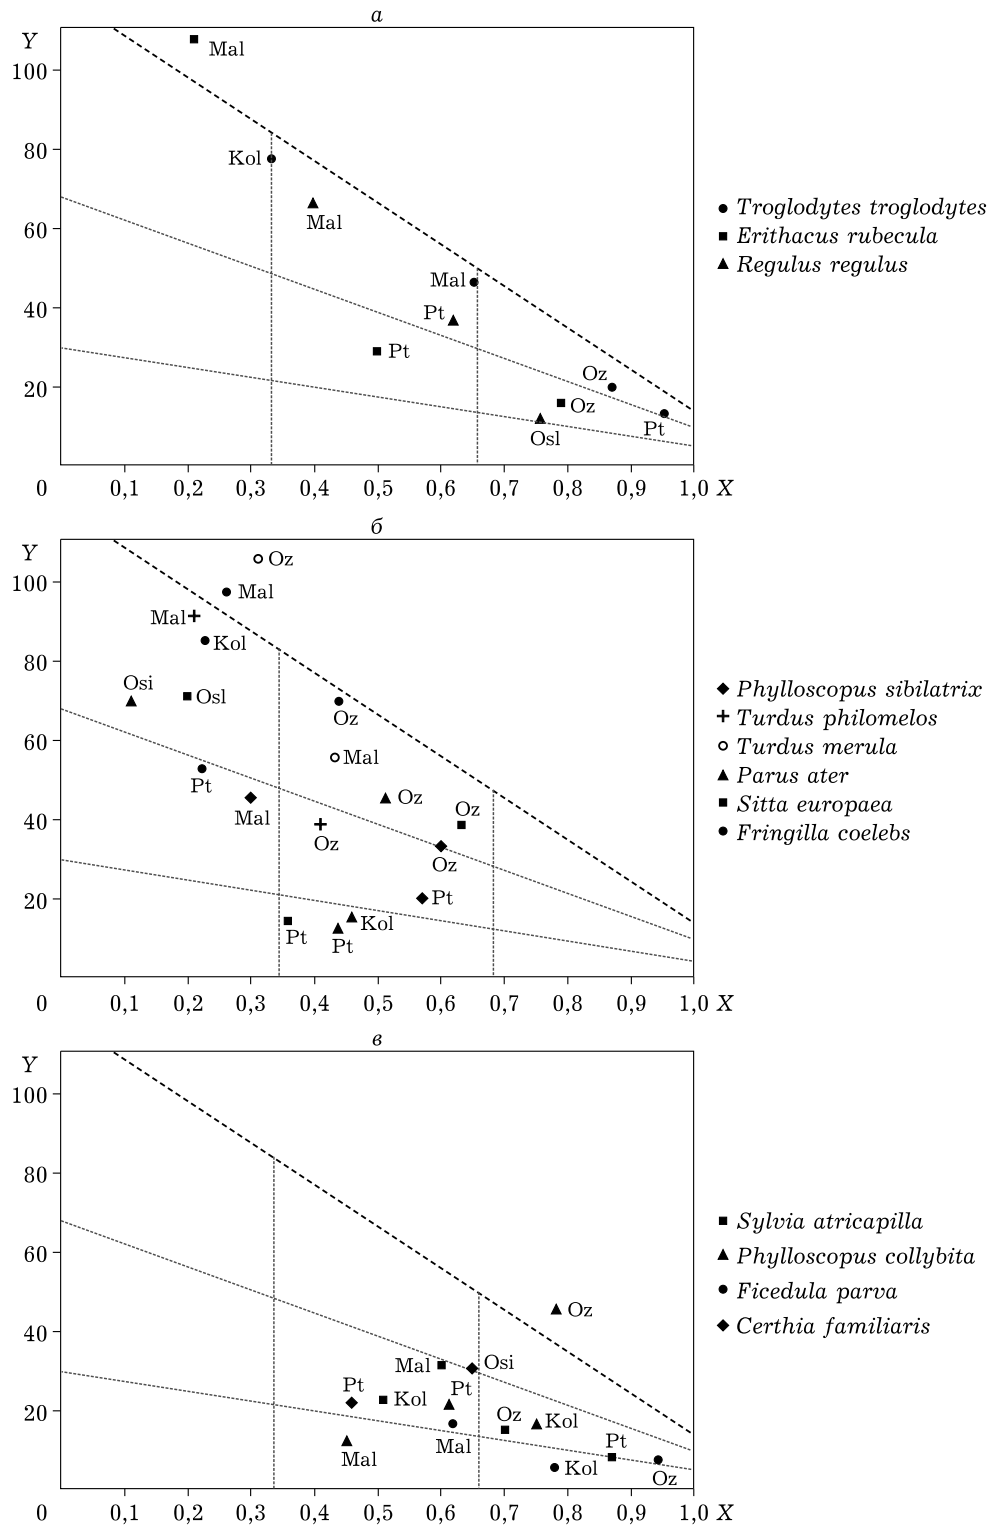 а
Y
Mal
100
80
Kol
Mal
60
Mal
40
Pt
Pt
20
Oz
Oz
Osl
Pt
0 0,1 0,2 0,3 0,4 0,5 0,6 0,7 0,8 0,9 1,0 X
Troglodytes troglodytes
Erithacus rubecula
Regulus regulus
б
Y
Oz
100
Mal
Mal
Kol
80
Osi
Osl
Oz
60
Mal
Pt
Mal
Oz
Oz
40
Oz
Oz
20
Pt
Kol
Pt
Pt
0 0,1 0,2 0,3 0,4 0,5 0,6 0,7 0,8 0,9 1,0 X
Phylloscopus sibilatrix
Turdus philomelos
Turdus merula
Parus ater
Sitta europaea
Fringilla coelebs
в
Y
100
80
60
Oz
40
Mal
Osi
Pt
Kol
Pt
20
Oz
Kol
Mal
Mal
Pt
Kol
Oz
0 0,1 0,2 0,3 0,4 0,5 0,6 0,7 0,8 0,9 1,0 X
Sylvia atricapilla
Phylloscopus collybita
Ficedula parva
Certhia familiaris